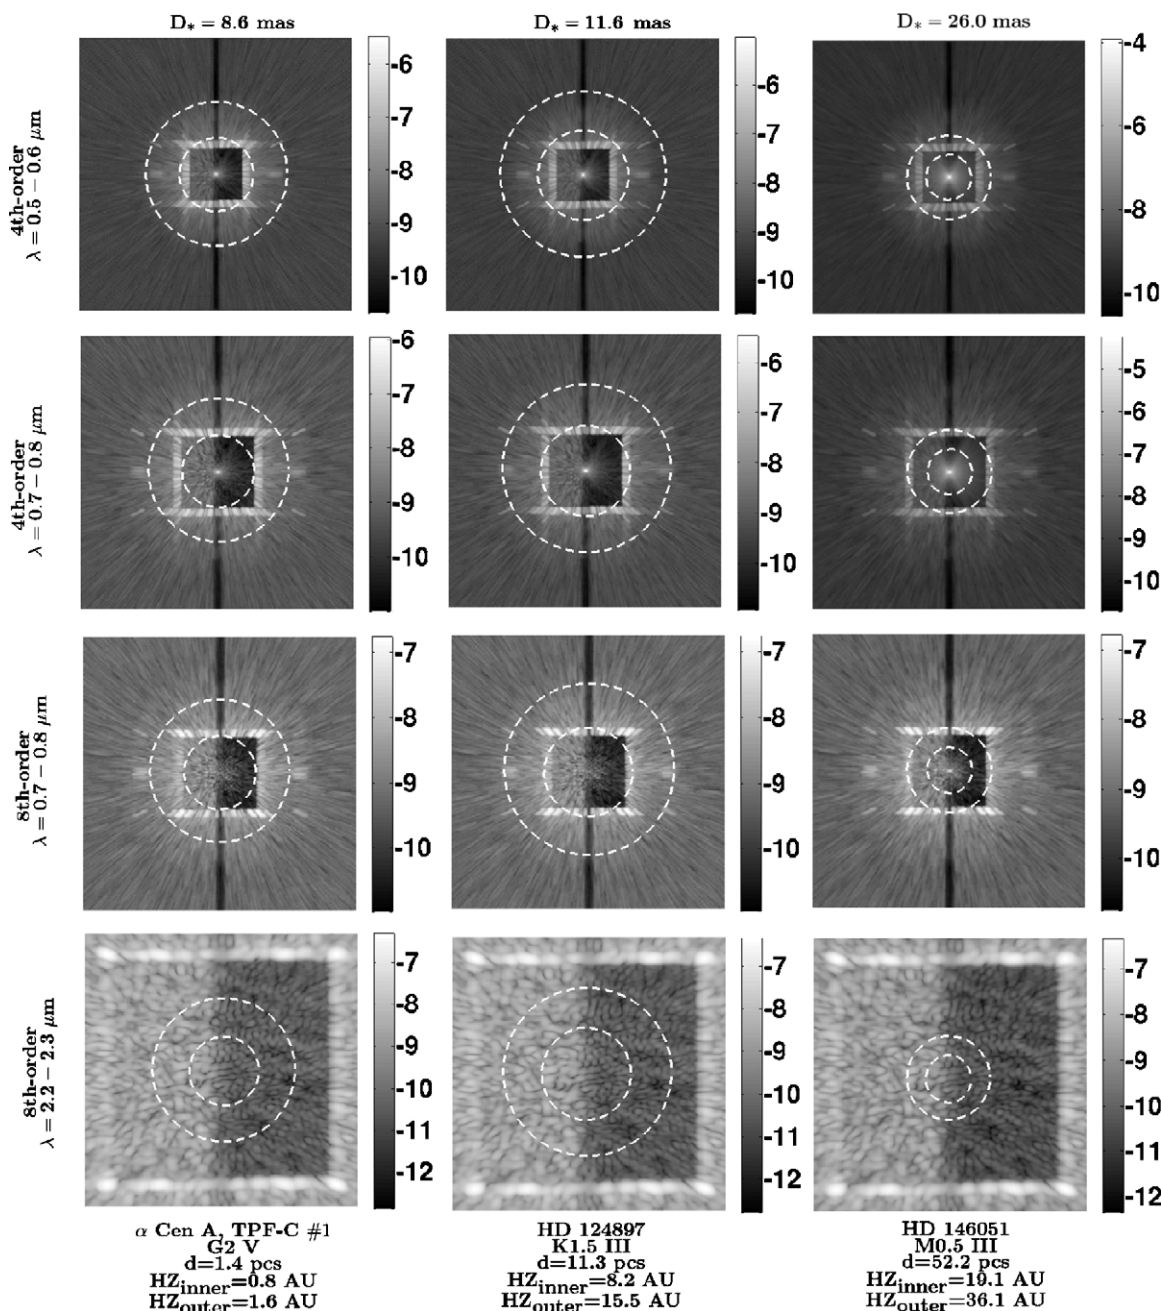 D* = 8.6 mas
D* = 11.6 mas
D* = 26.0 mas
4th-order
λ = 0.5 − 0.6 μm
-6
-7
-8
-9
-10
-6
-7
-8
-9
-10
-4
-6
-8
-10
4th-order
λ = 0.7 − 0.8 μm
-6
-7
-8
-9
-10
-6
-7
-8
-9
-10
-5
-6
-7
-8
-9
-10
8th-order
λ = 0.7 − 0.8 μm
-7
-8
-9
-10
-8
-9
-10
-7
-8
-9
-10
8th-order
λ = 2.2 − 2.3 μm
-7
-8
-9
-10
-11
-12
-7
-8
-9
-10
-11
-12
-7
-8
-9
-10
-11
-12
α Cen A, TPF-C #1
G2 V
d=1.4 pcs
HZinner=0.8 AU
HZouter=1.6 AU
HD 124897
K1.5 III
d=11.3 pcs
HZinner=8.2 AU
HZouter=15.5 AU
HD 146051
M0.5 III
d=52.2 pcs
HZinner=19.1 AU
HZouter=36.1 AU